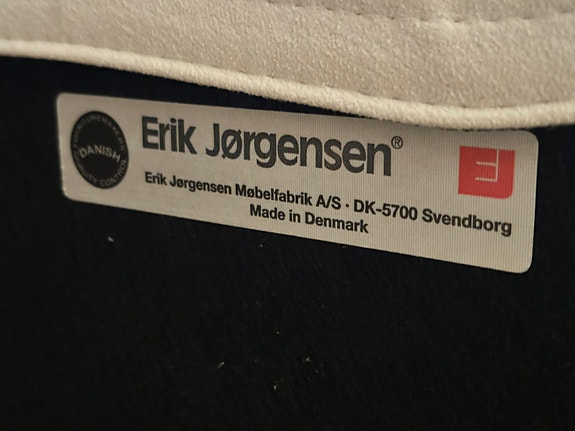 DANISH
Erik Jørgensen®
Erik Jørgensen Møbelfabrik A/S · DK-5700 Svendborg
Made in Denmark